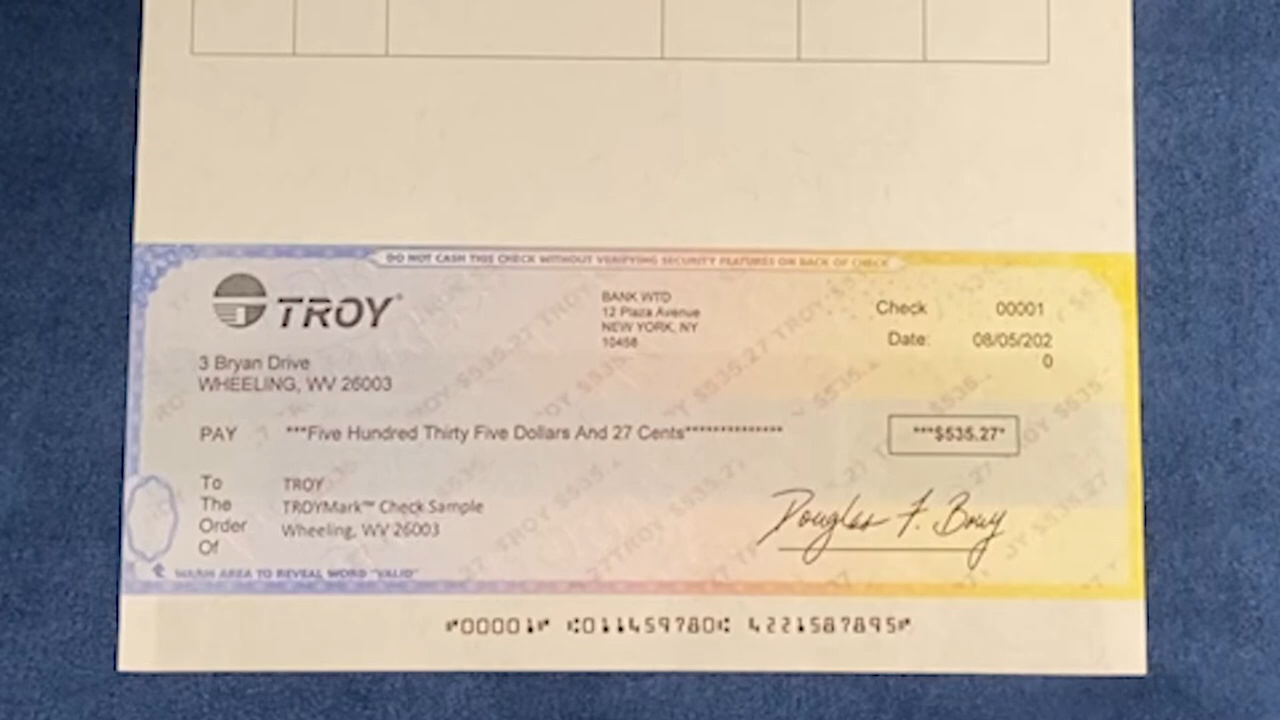 DO NOT CASH THIS CHECK WITHOUT VERIFYING SECURITY FEATURES ON BACK OF CHECK
TROY®
3 Bryan Drive
WHEELING, WV 26003
BANK WTD
12 Plaza Avenue
NEW YORK, NY
10458
Check 00001
Date: 08/05/202
0
PAY ***Five Hundred Thirty Five Dollars And 27 Cents**************
***$535.27*
To TROY
The TROYMark™ Check Sample
Order Wheeling, WV 26003
Of
Douglas F. Bowy
WARM AREA TO REVEAL WORD "VALID"
⑈00001⑈ ⑆011459780⑆ 4221587895⑈